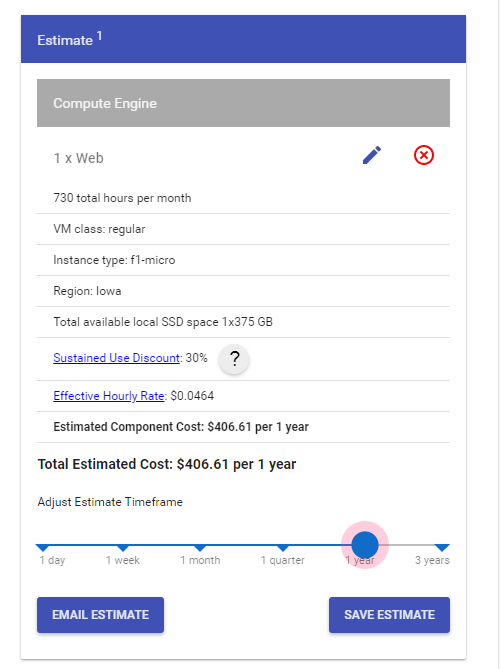 Estimate 1
Compute Engine
1 x Web
730 total hours per month
VM class: regular
Instance type: f1-micro
Region: Iowa
Total available local SSD space 1x375 GB
Sustained Use Discount: 30% ?
Effective Hourly Rate: $0.0464
Estimated Component Cost: $406.61 per 1 year
Total Estimated Cost: $406.61 per 1 year
Adjust Estimate Timeframe
1 day 1 week 1 month 1 quarter 1 year 3 years
EMAIL ESTIMATE SAVE ESTIMATE